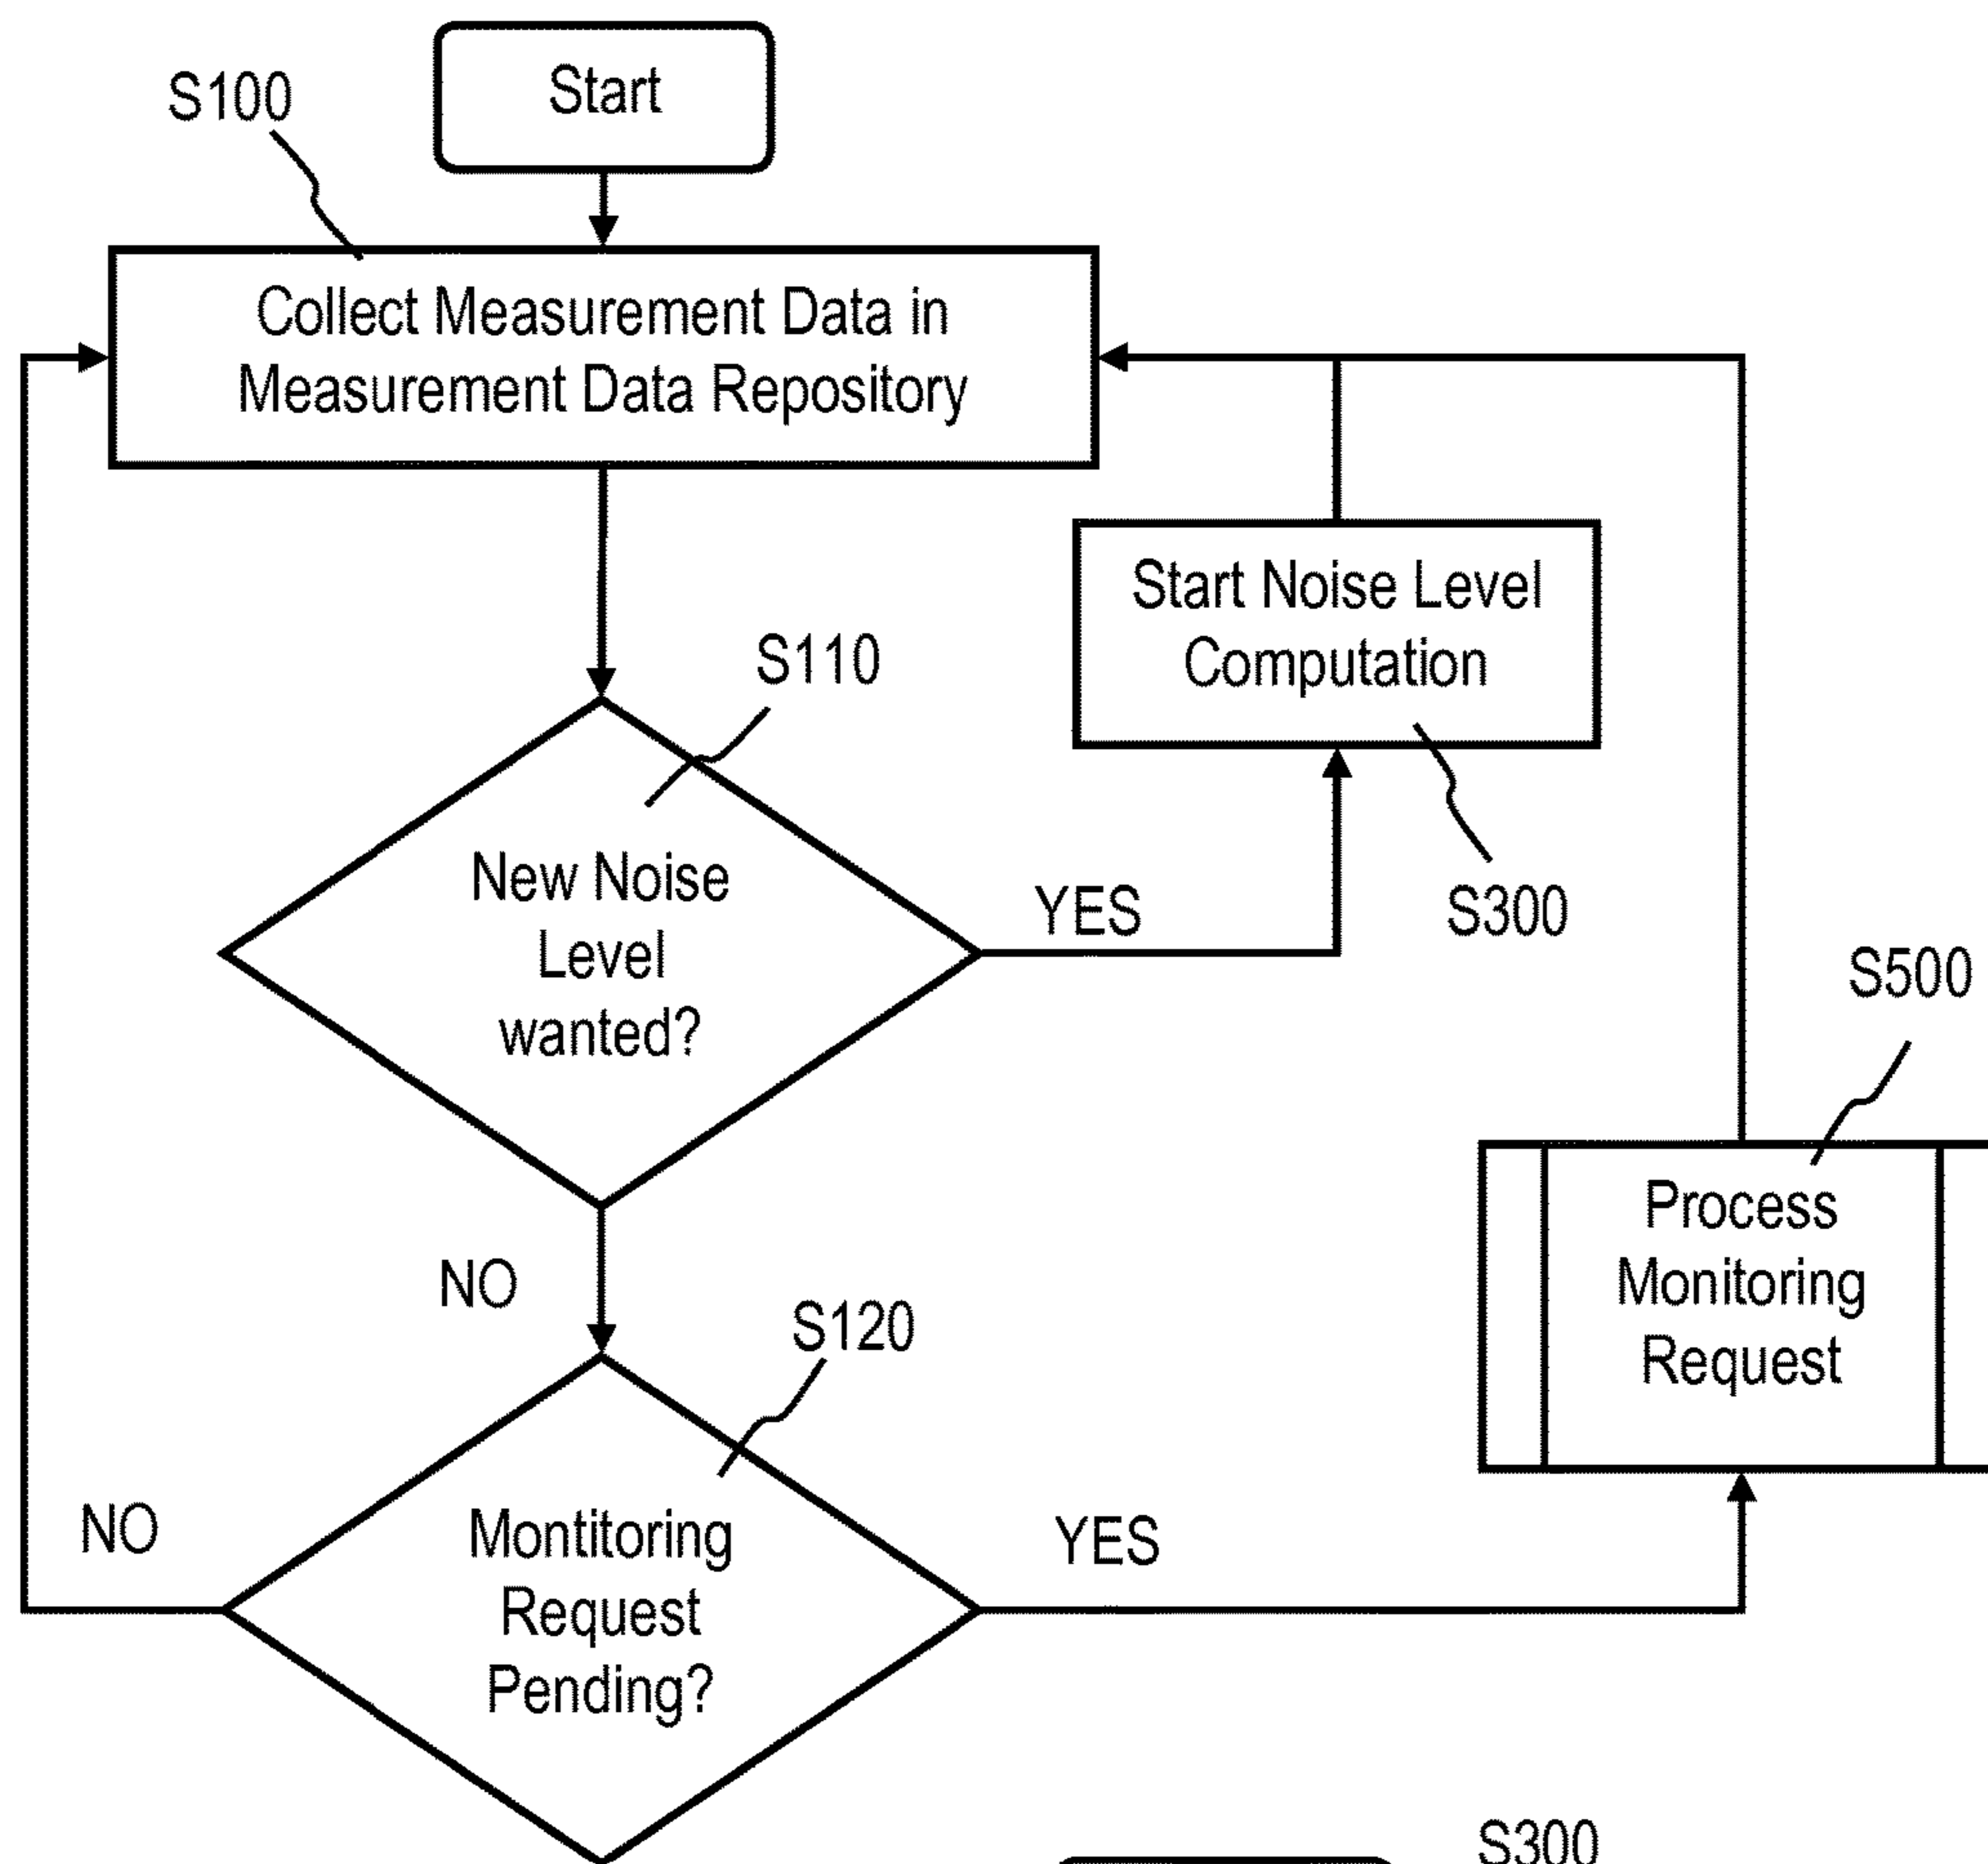 Start
S100
Collect Measurement Data in
Measurement Data Repository
Start Noise Level
Computation
S110
New Noise
Level
wanted?
YES
S300
S500
Process
Monitoring
Request
NO
S120
Montitoring
Request
Pending?
NO
YES
S300